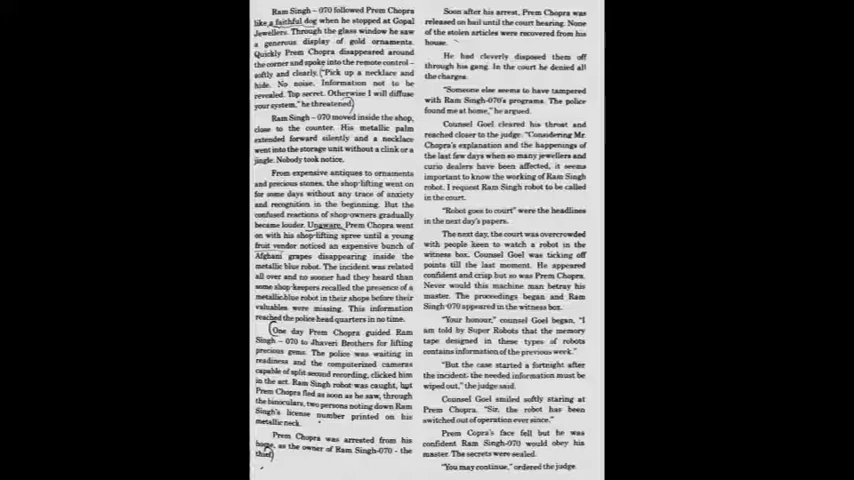 Ram Singh – 070 followed Prem Chopra
like a faithful dog when he stopped at Gopal
Jewellers. Through the glass window he saw
a generous display of gold ornaments.
Quickly Prem Chopra disappeared around
the corner and spoke into the remote control –
softly and clearly, "Pick up a necklace and
hide. No noise. Information not to be
revealed. Top secret. Otherwise I will diffuse
your system," he threatened
Ram Singh – 070 moved inside the shop,
close to the counter. His metallic palm
extended forward silently and a necklace
went into the storage unit without a clink or a
jingle. Nobody took notice.
From expensive antiques to ornaments
and precious stones, the shop-lifting went on
for some days without any trace of anxiety
and recognition in the beginning. But the
confused reactions of shop-owners gradually
became louder. Unaware, Prem Chopra went
on with his shop-lifting spree until a young
fruit vendor noticed an expensive bunch of
Afghani grapes disappearing inside the
metallic blue robot. The incident was related
all over and no sooner had they heard than
some shop-keepers recalled the presence of a
metallic blue robot in their shops before their
valuables were missing. This information
reached the police head quarters in no time.
One day Prem Chopra guided Ram
Singh – 070 to Jhaveri Brothers for lifting
precious gems. The police was waiting in
readiness and the computerized cameras
capable of split second recording, clicked him
in the act. Ram Singh robot was caught, but
Prem Chopra fled as soon as he saw, through
the binoculars, two persons noting down Ram
Singh's license number printed on his
metallic neck.
Prem Chopra was arrested from his
home, as the owner of Ram Singh-070 - the
thief
Soon after his arrest, Prem Chopra was
released on bail until the court hearing. None
of the stolen articles were recovered from his
house.
He had cleverly disposed them off
through his gang. In the court he denied all
the charges.
"Someone else seems to have tampered
with Ram Singh-070's programs. The police
found me at home," he argued.
Counsel Goel cleared his throat and
reached closer to the judge. "Considering Mr.
Chopra's explanation and the happenings of
the last few days when so many jewellers and
curio dealers have been affected, it seems
important to know the working of Ram Singh
robot. I request Ram Singh robot to be called
in the court.
"Robot goes to court" were the headlines
in the next day's papers.
The next day, the court was overcrowded
with people keen to watch a robot in the
witness box. Counsel Goel was ticking off
points till the last moment. He appeared
confident and crisp but so was Prem Chopra.
Never would this machine man betray his
master. The proceedings began and Ram
Singh-070 appeared in the witness box.
"Your honour," counsel Goel began, "I
am told by Super Robots that the memory
tape designed in these types of robots
contains information of the previous week."
"But the case started a fortnight after
the incident- the needed information must be
wiped out," the judge said.
Counsel Goel smiled softly staring at
Prem Chopra. "Sir, the robot has been
switched out of operation ever since."
Prem Copra's face fell but he was
confident Ram Singh-070 would obey his
master. The secrets were sealed.
"You may continue," ordered the judge.